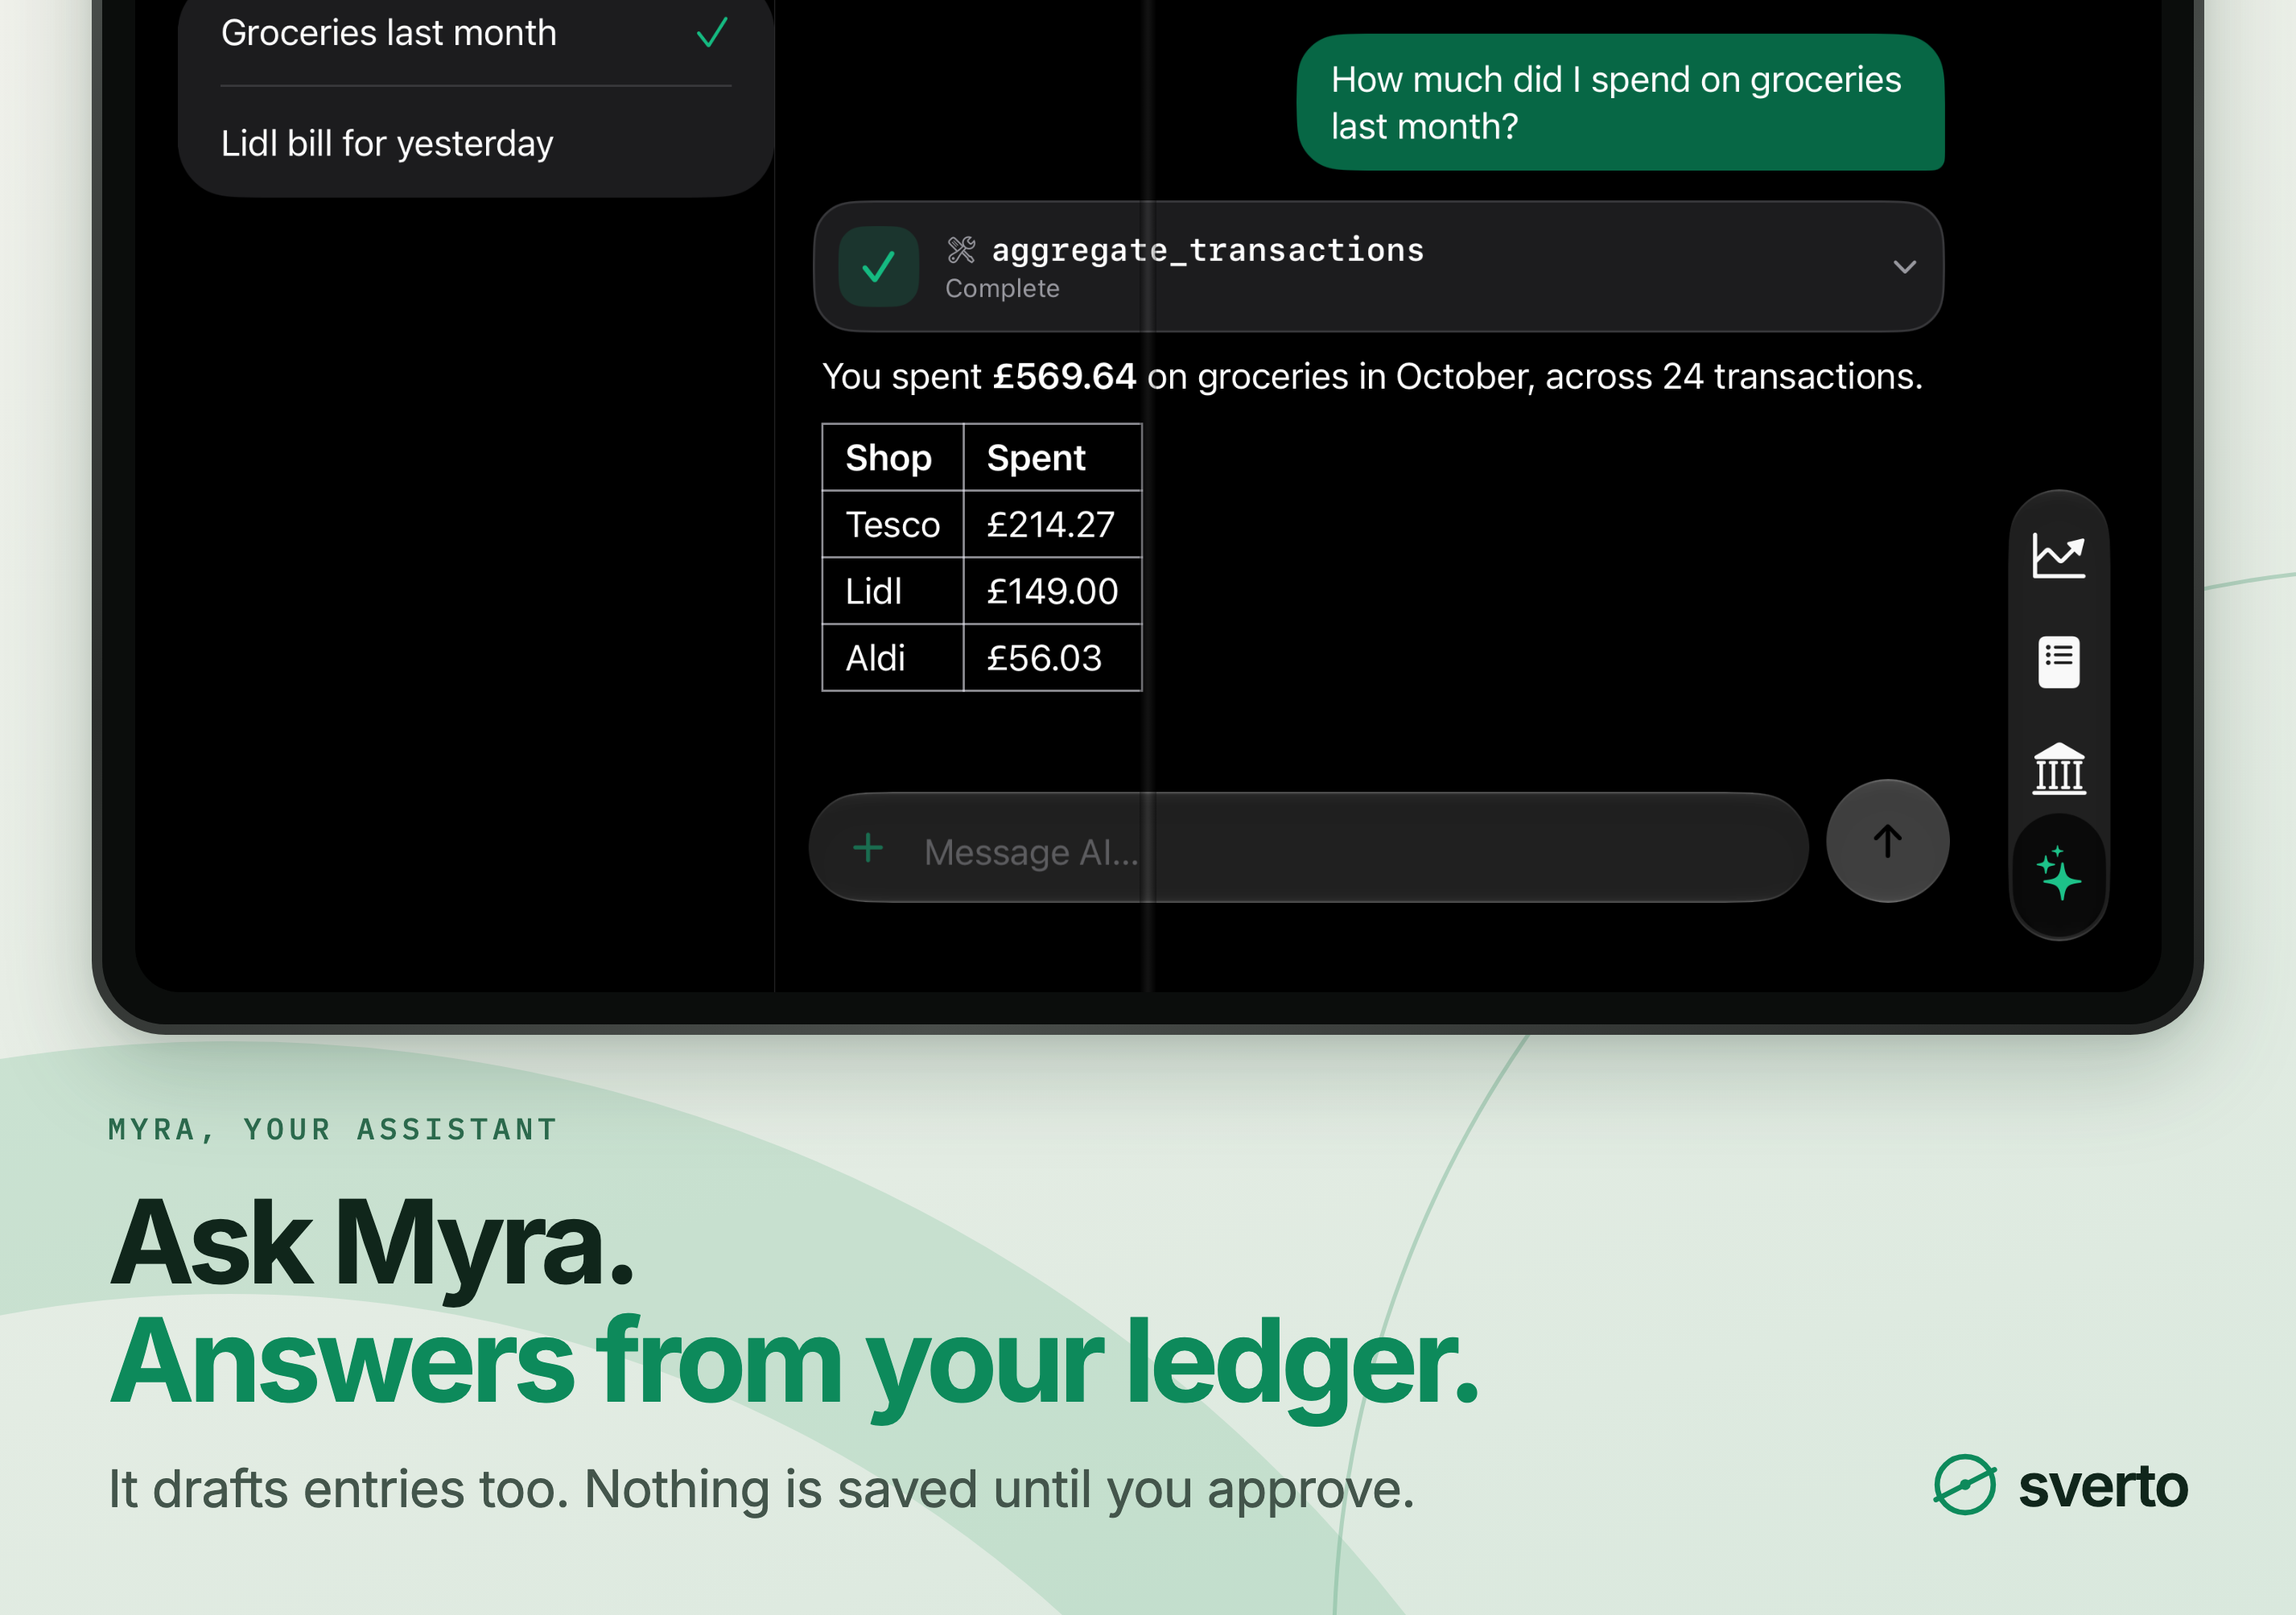 Groceries last month
Lidl bill for yesterday
How much did I spend on groceries
last month?
aggregate_transactions
Complete
You spent £569.64 on groceries in October, across 24 transactions.
Shop Spent
Tesco £214.27
Lidl £149.00
Aldi £56.03
Message AI...
MYRA, YOUR ASSISTANT
Ask Myra.
Answers from your ledger.
It drafts entries too. Nothing is saved until you approve.
sverto